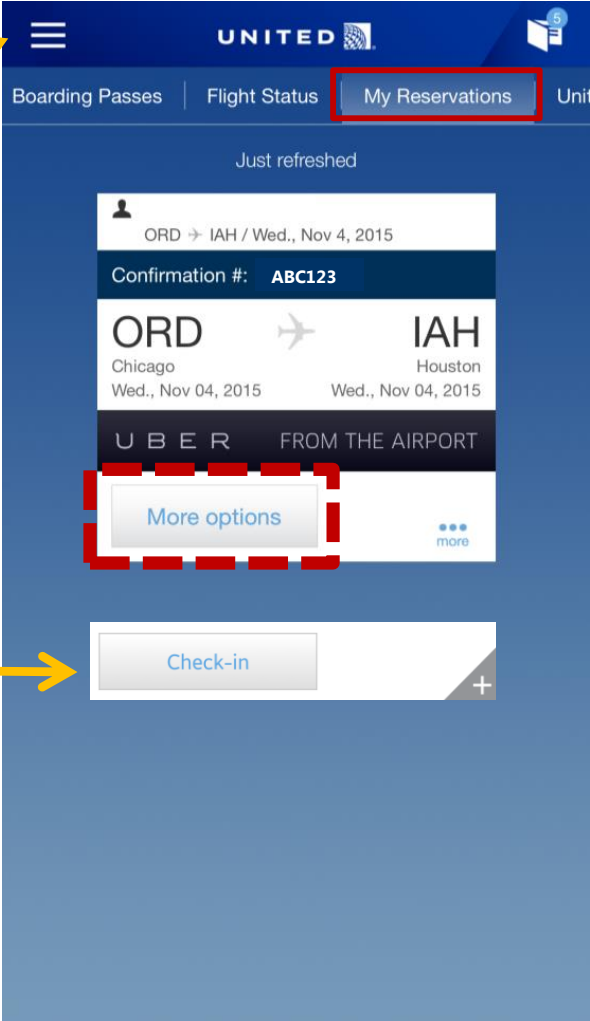 UNITED
5
Boarding Passes Flight Status My Reservations Unit
Just refreshed
ORD → IAH / Wed., Nov 4, 2015
Confirmation #: ABC123
ORD IAH
Chicago Houston
Wed., Nov 04, 2015 Wed., Nov 04, 2015
UBER FROM THE AIRPORT
More options
more
Check-in
+